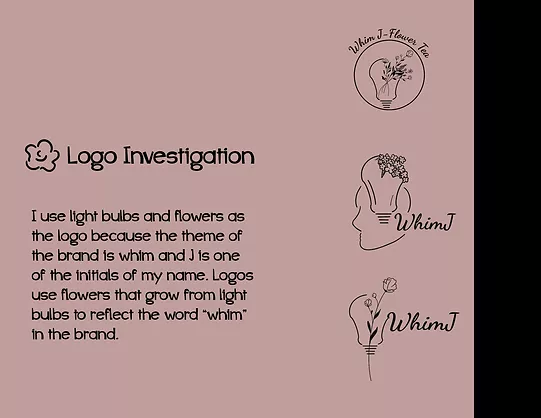 Whim J-Flower Tea
Logo Investigation
I use light bulbs and flowers as
the logo because the theme of
the brand is whim and J is one
of the initials of my name. Logos
use flowers that grow from light
bulbs to reflect the word “whim”
in the brand.
WhimJ
WhimJ